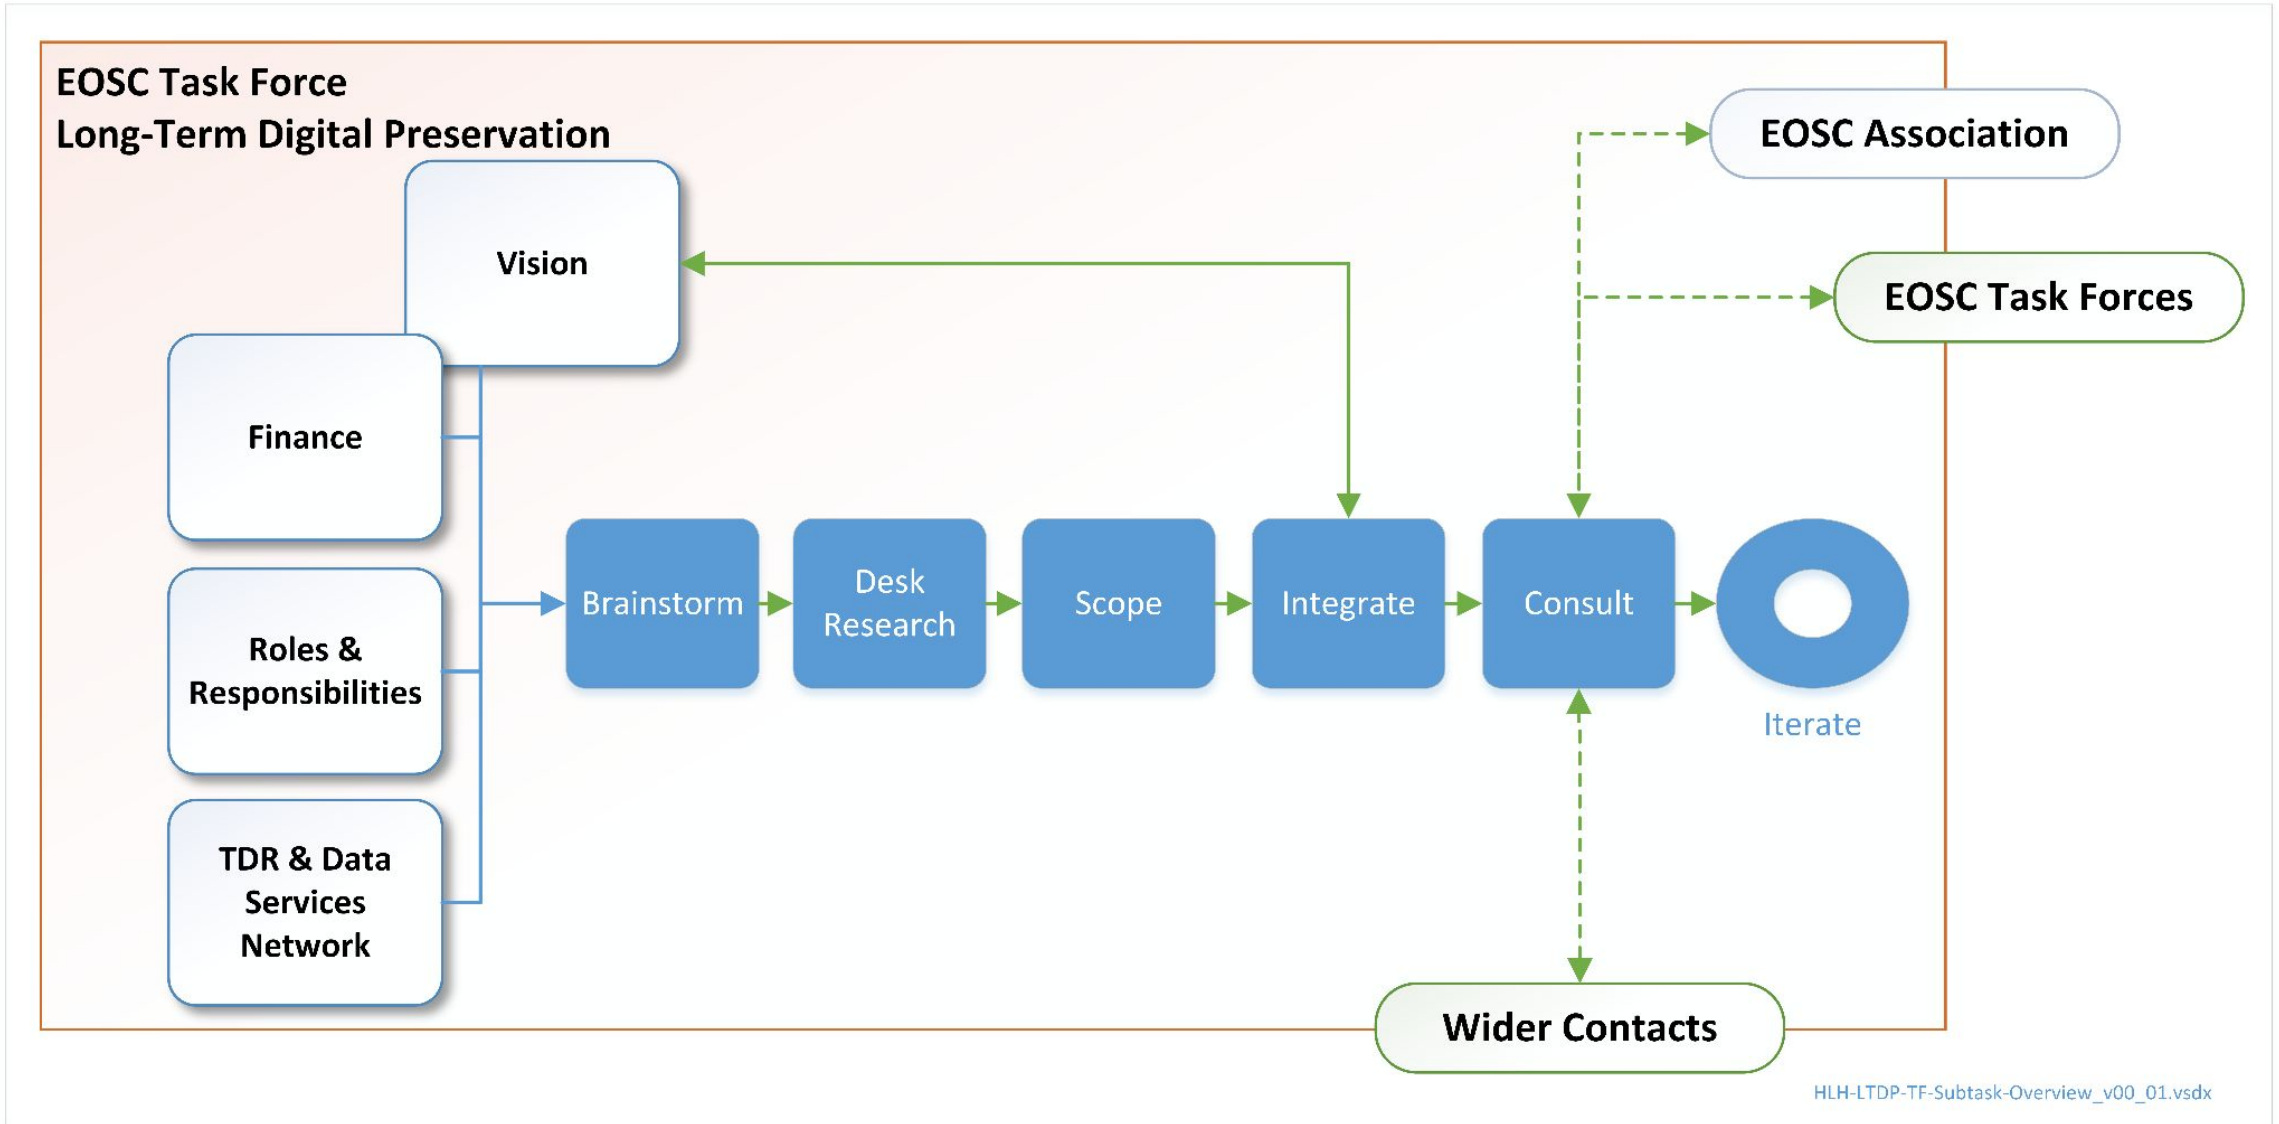 EOSC Task Force
Long-Term Digital Preservation
EOSC Association
Vision
EOSC Task Forces
Finance
Brainstorm
Desk
Research
Scope
Integrate
Consult
Iterate
Roles &
Responsibilities
TDR & Data
Services
Network
Wider Contacts
HLH-LTDP-TF-Subtask-Overview_v00_01.vsdx